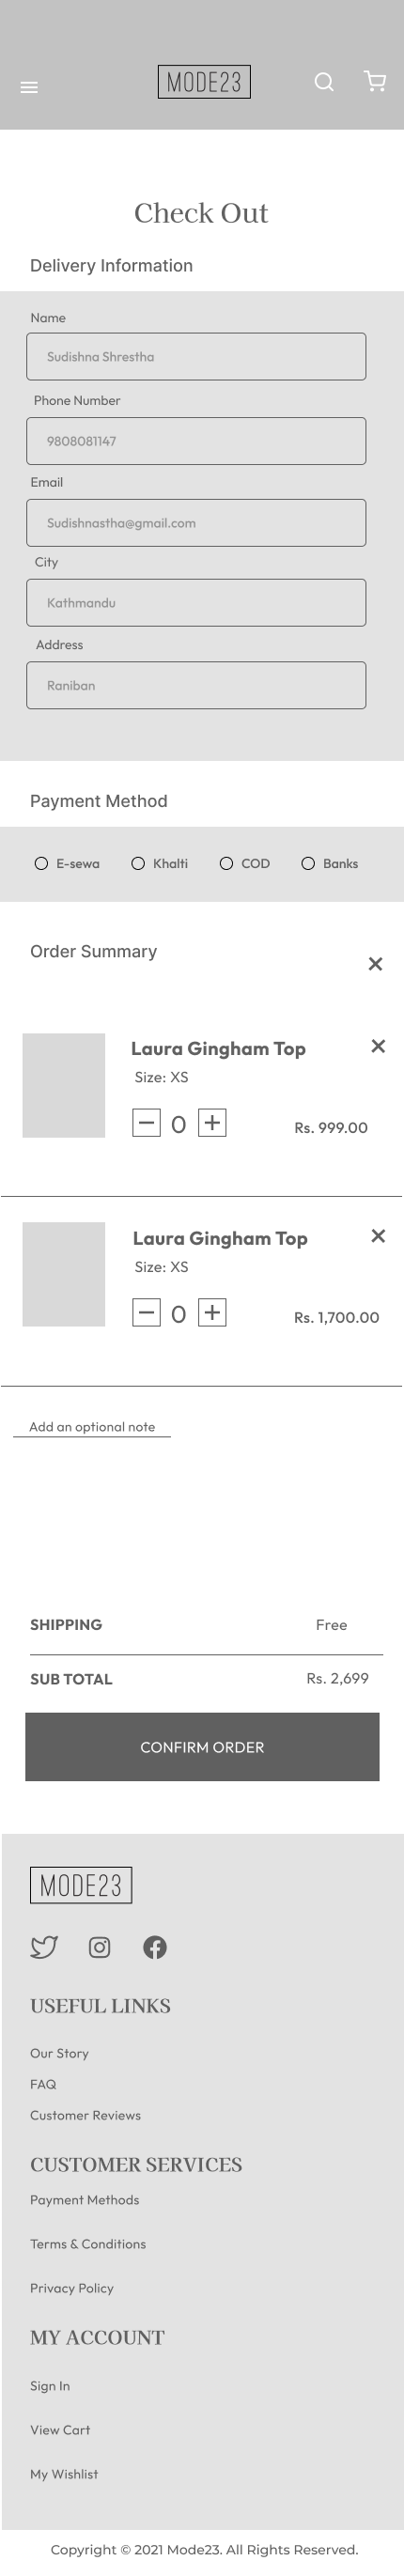 MODE23
Check Out
Delivery Information
Name
Sudishna Shrestha
Phone Number
9808081147
Email
Sudishnastha@gmail.com
City
Kathmandu
Address
Raniban
Payment Method
E-sewa Khalti COD Banks
Order Summary
Laura Gingham Top
Size: XS
0 Rs. 999.00
Laura Gingham Top
Size: XS
0 Rs. 1,700.00
Add an optional note
SHIPPING Free
SUB TOTAL Rs. 2,699
CONFIRM ORDER
MODE23
USEFUL LINKS
Our Story
FAQ
Customer Reviews
CUSTOMER SERVICES
Payment Methods
Terms & Conditions
Privacy Policy
MY ACCOUNT
Sign In
View Cart
My Wishlist
Copyright © 2021 Mode23. All Rights Reserved.